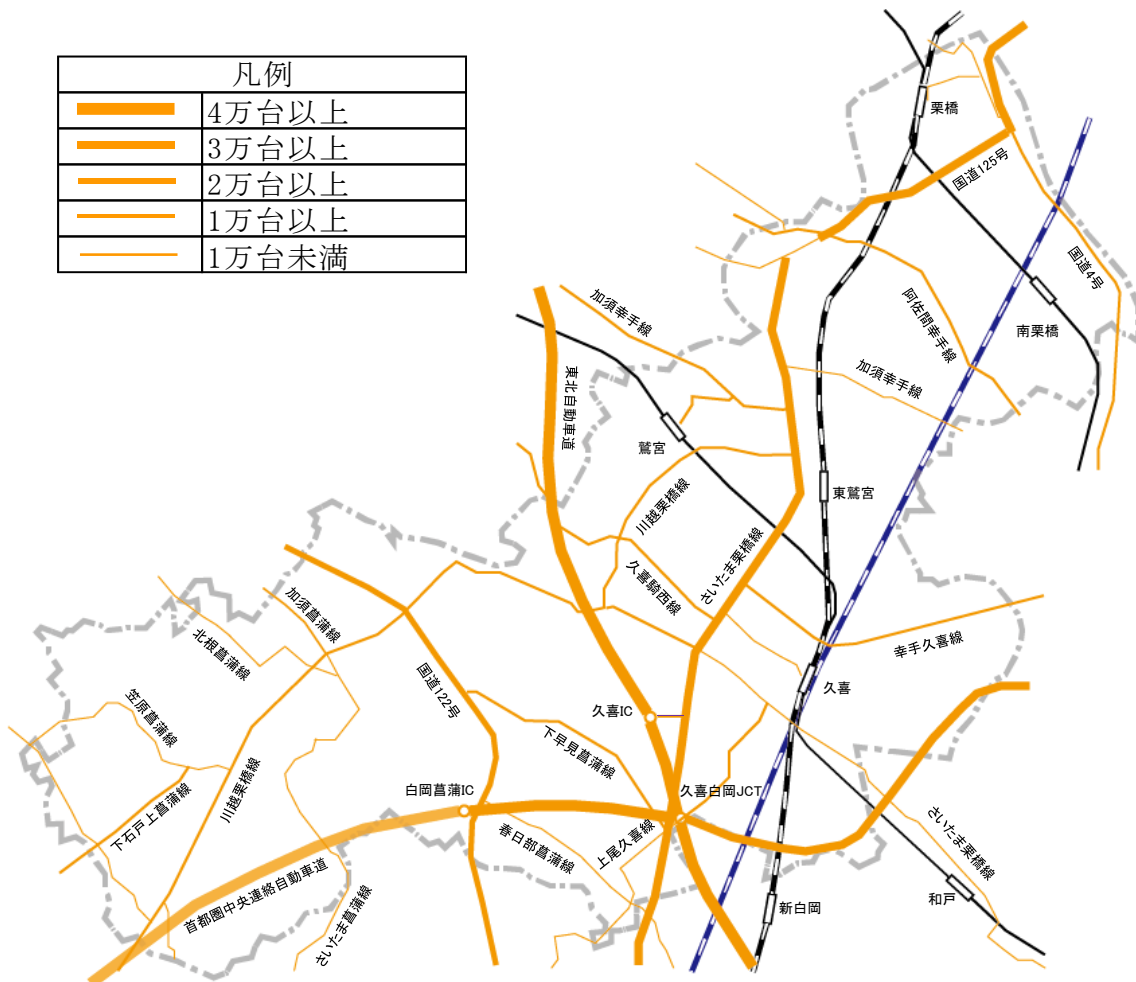 凡例
4万台以上
3万台以上
2万台以上
1万台以上
1万台未満
栗橋
国道125号
国道4号
南栗橋
阿佐間幸手線
加須幸手線
加須幸手線
東北自動車道
鷲宮
東鷲宮
川越栗橋線
久喜騎西線
さいたま栗橋線
幸手久喜線
加須菖蒲線
北根菖蒲線
国道122号
笠原菖蒲線
久喜
久喜IC
下早見菖蒲線
白岡菖蒲IC
久喜白岡JCT
川越栗橋線
下石戸上菖蒲線
春日部菖蒲線
上尾久喜線
さいたま栗橋線
首都圏中央連絡自動車道
さいたま菖蒲線
新白岡
和戸